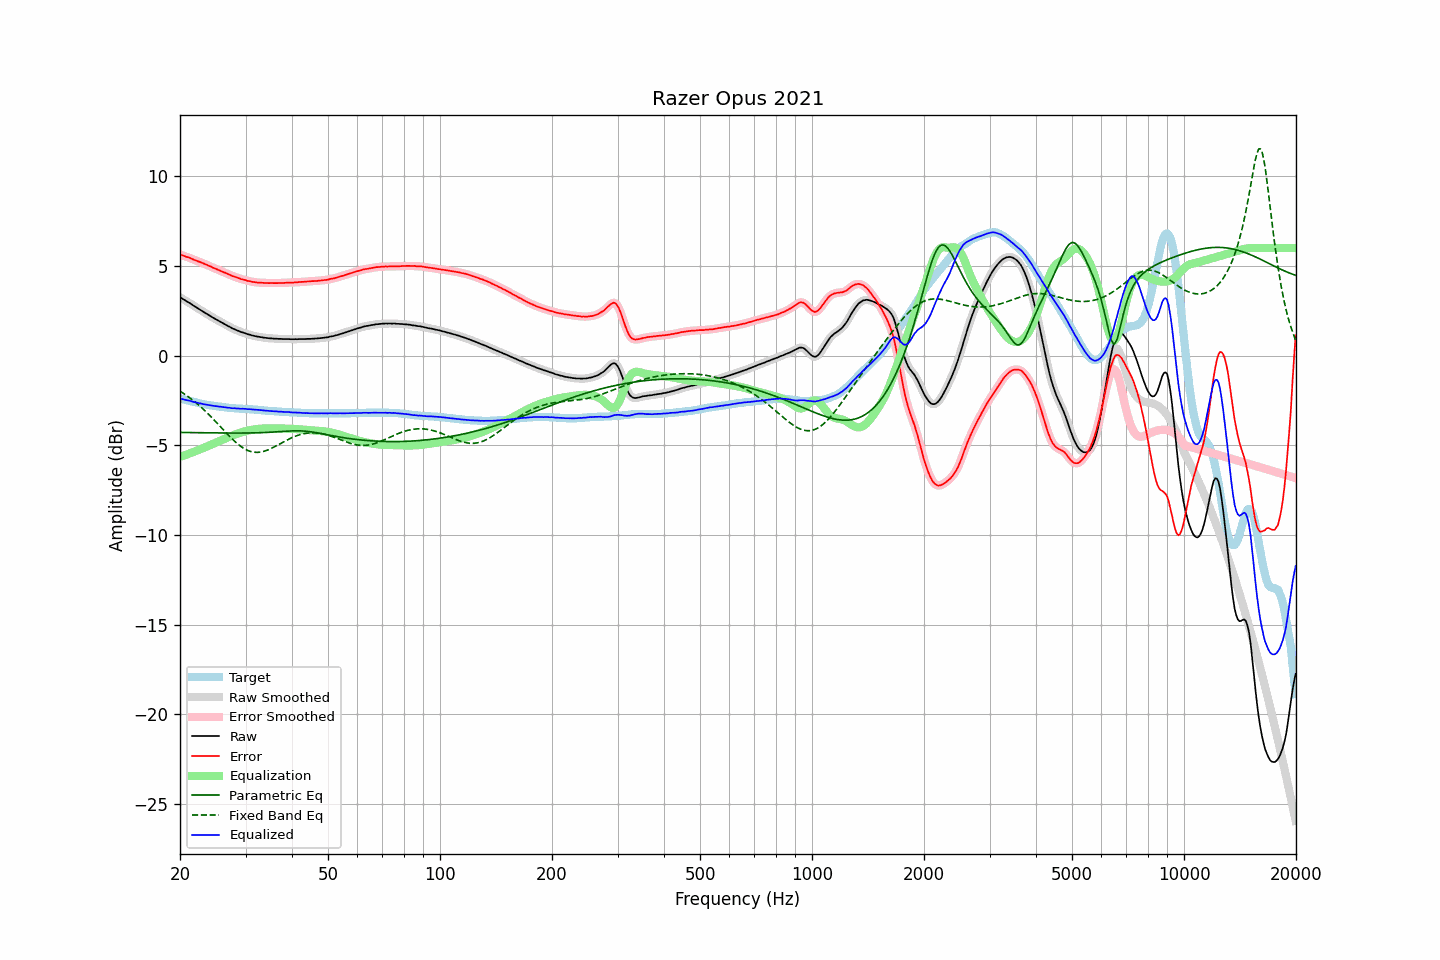 Razer Opus 2021
Amplitude (dBr)
10
5
0
−5
−10
−15
−20
−25
Target
Raw Smoothed
Error Smoothed
Raw
Error
Equalization
Parametric Eq
Fixed Band Eq
Equalized
20
50
100
200
500
1000
2000
5000
10000
20000
Frequency (Hz)